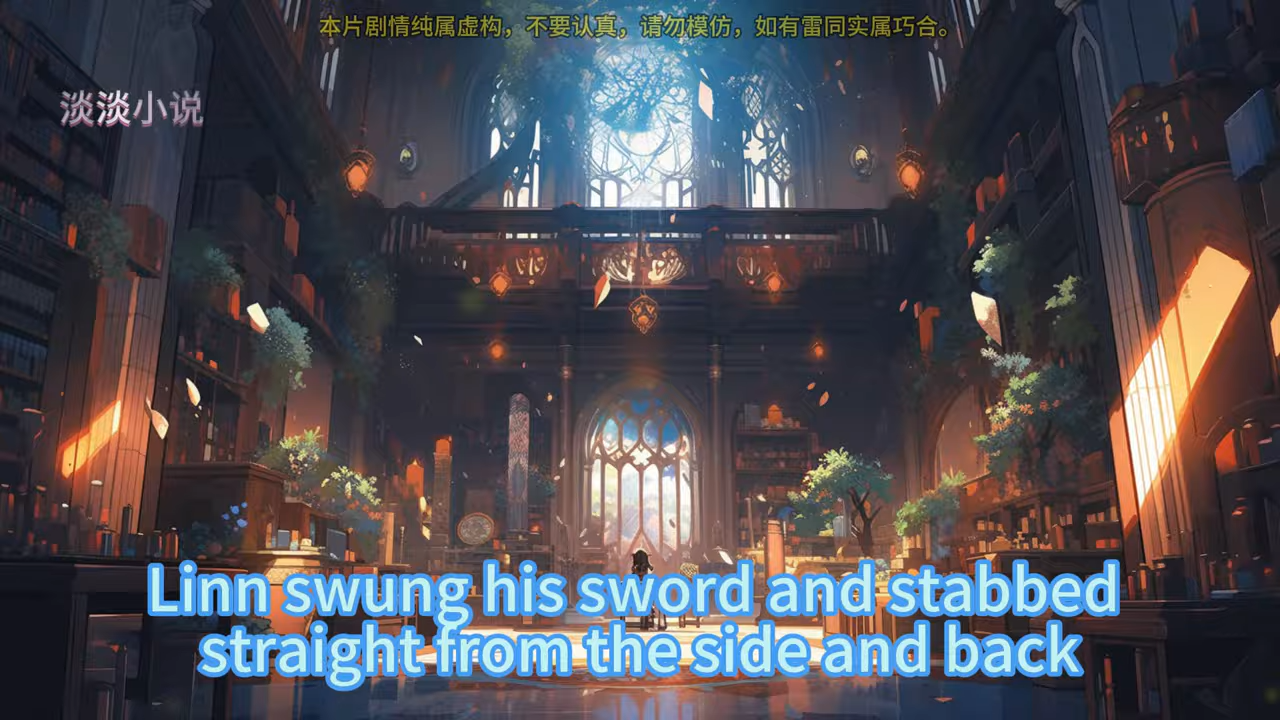 本片剧情纯属虚构，不要认真，请勿模仿，如有雷同实属巧合。
淡淡小说
Linn swung his sword and stabbed
straight from the side and back